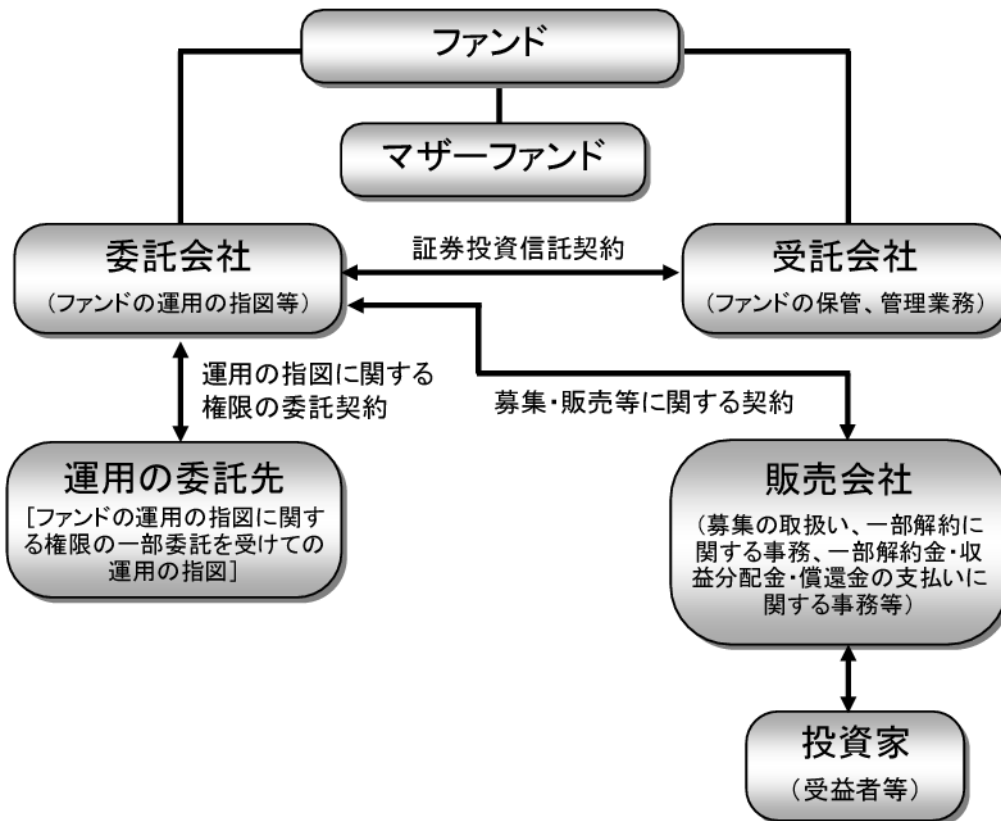 ファンド
マザーファンド
委託会社
（ファンドの運用の指図等）
証券投資信託契約
受託会社
（ファンドの保管、管理業務）
運用の指図に関する
権限の委託契約
募集・販売等に関する契約
運用の委託先
［ファンドの運用の指図に関す
る権限の一部委託を受けての
運用の指図］
販売会社
（募集の取扱い、一部解約に
関する事務、一部解約金・収
益分配金・償還金の支払いに
関する事務等）
投資家
（受益者等）